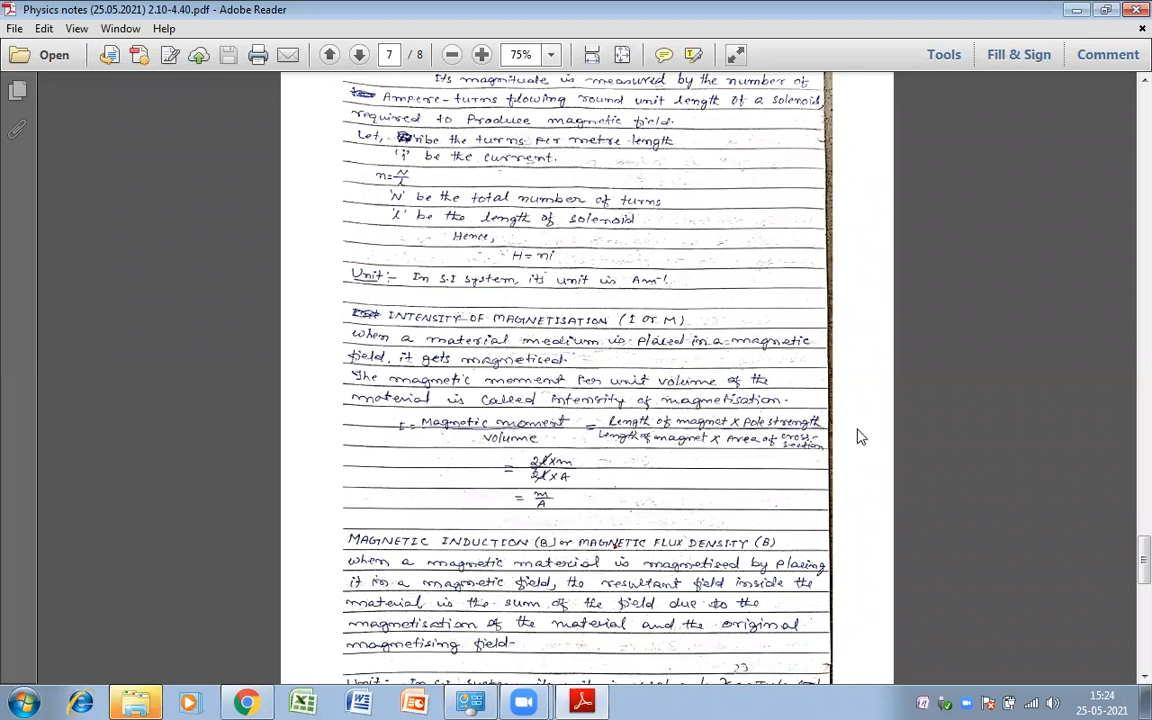 Physics notes (25.05.2021) 2.10-4.40.pdf - Adobe Reader
File Edit View Window Help
Open 7 / 8 75% Tools Fill & Sign Comment
Its magnitude is measured by the number of
Ampere-turns flowing round unit length of a solenoid,
required to Produce magnetic field.
Let, be the turns per metre length
'i' be the current.
n = N/l
'N' be the total number of turns
'l' be the length of solenoid
Hence,
H = ni
Unit:- In S.I system, its unit is Am⁻¹.
INTENSITY OF MAGNETISATION (I or M)
when a material medium is placed in a magnetic
field, it gets magnetised.
The magnetic moment per unit volume of the
material is called intensity of magnetisation.
I = Magnetic moment / volume = Length of magnet x pole strength / Length of magnet x Area of cross-section
= 2l x m / 2l x A
= m / A
MAGNETIC INDUCTION (B) or MAGNETIC FLUX DENSITY (B)
when a magnetic material is magnetised by placing
it in a magnetic field, the resultant field inside the
material is the sum of the field due to the
magnetisation of the material and the original
magnetising field-
23
Unit:- In S.I system
15:24
25-05-2021